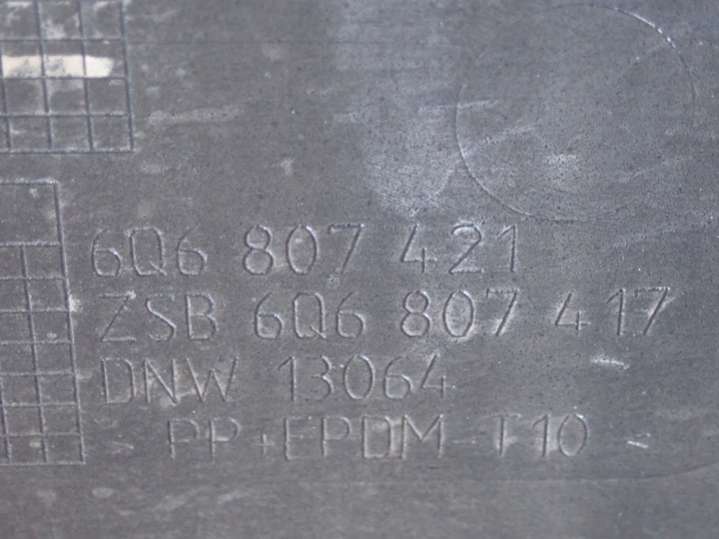 6Q6 807 421
ZSB 6Q6 807 417
DNW 13064
- PP+EPDM-T10 -